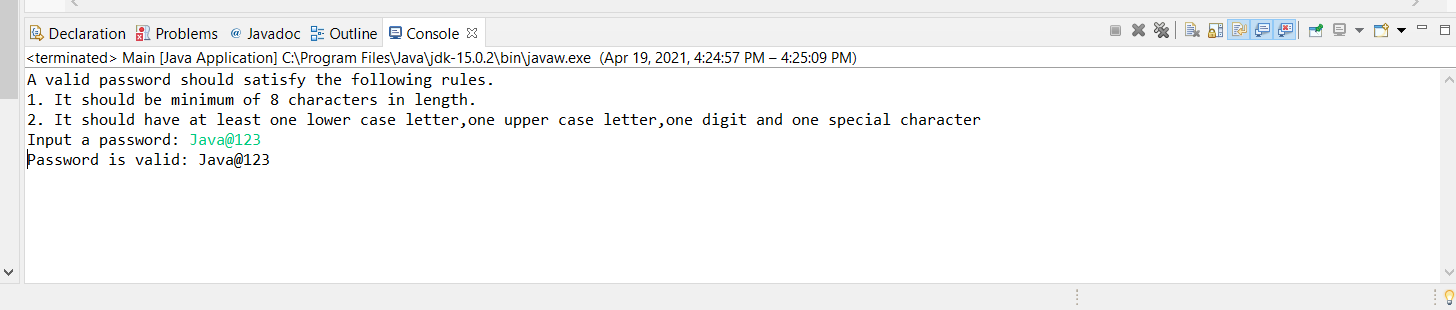 Declaration Problems @ Javadoc Outline Console
<terminated> Main [Java Application] C:\Program Files\Java\jdk-15.0.2\bin\javaw.exe (Apr 19, 2021, 4:24:57 PM – 4:25:09 PM)
A valid password should satisfy the following rules.
1. It should be minimum of 8 characters in length.
2. It should have at least one lower case letter,one upper case letter,one digit and one special character
Input a password: Java@123
Password is valid: Java@123